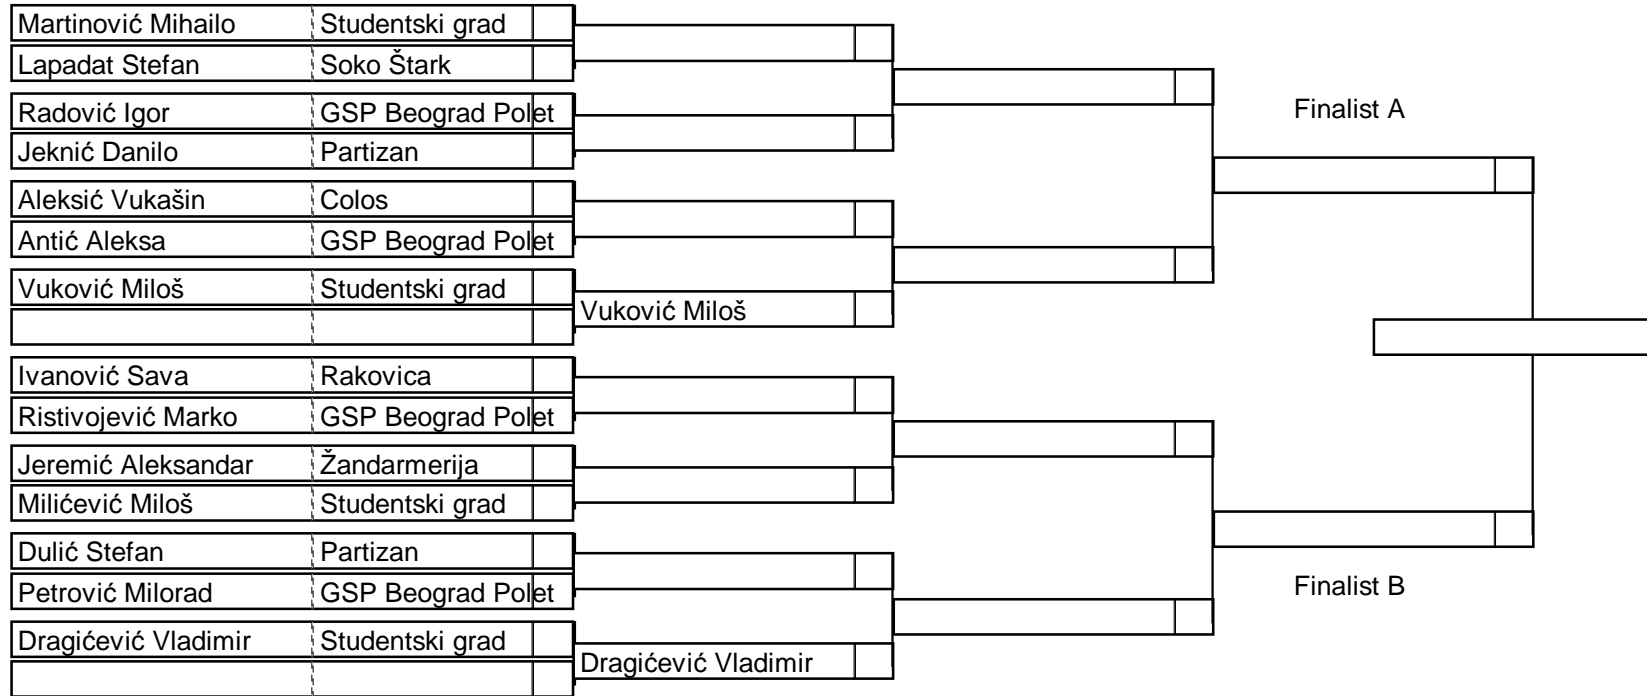 Martinović Mihailo Studentski grad
Lapadat Stefan Soko Štark
Radović Igor GSP Beograd Polet
Finalist A
Jeknić Danilo Partizan
Aleksić Vukašin Colos
Antić Aleksa GSP Beograd Polet
Vuković Miloš Studentski grad
Vuković Miloš
Ivanović Sava Rakovica
Ristivojević Marko GSP Beograd Polet
Jeremić Aleksandar Žandarmerija
Milićević Miloš Studentski grad
Dulić Stefan Partizan
Petrović Milorad GSP Beograd Polet
Finalist B
Dragićević Vladimir Studentski grad
Dragićević Vladimir